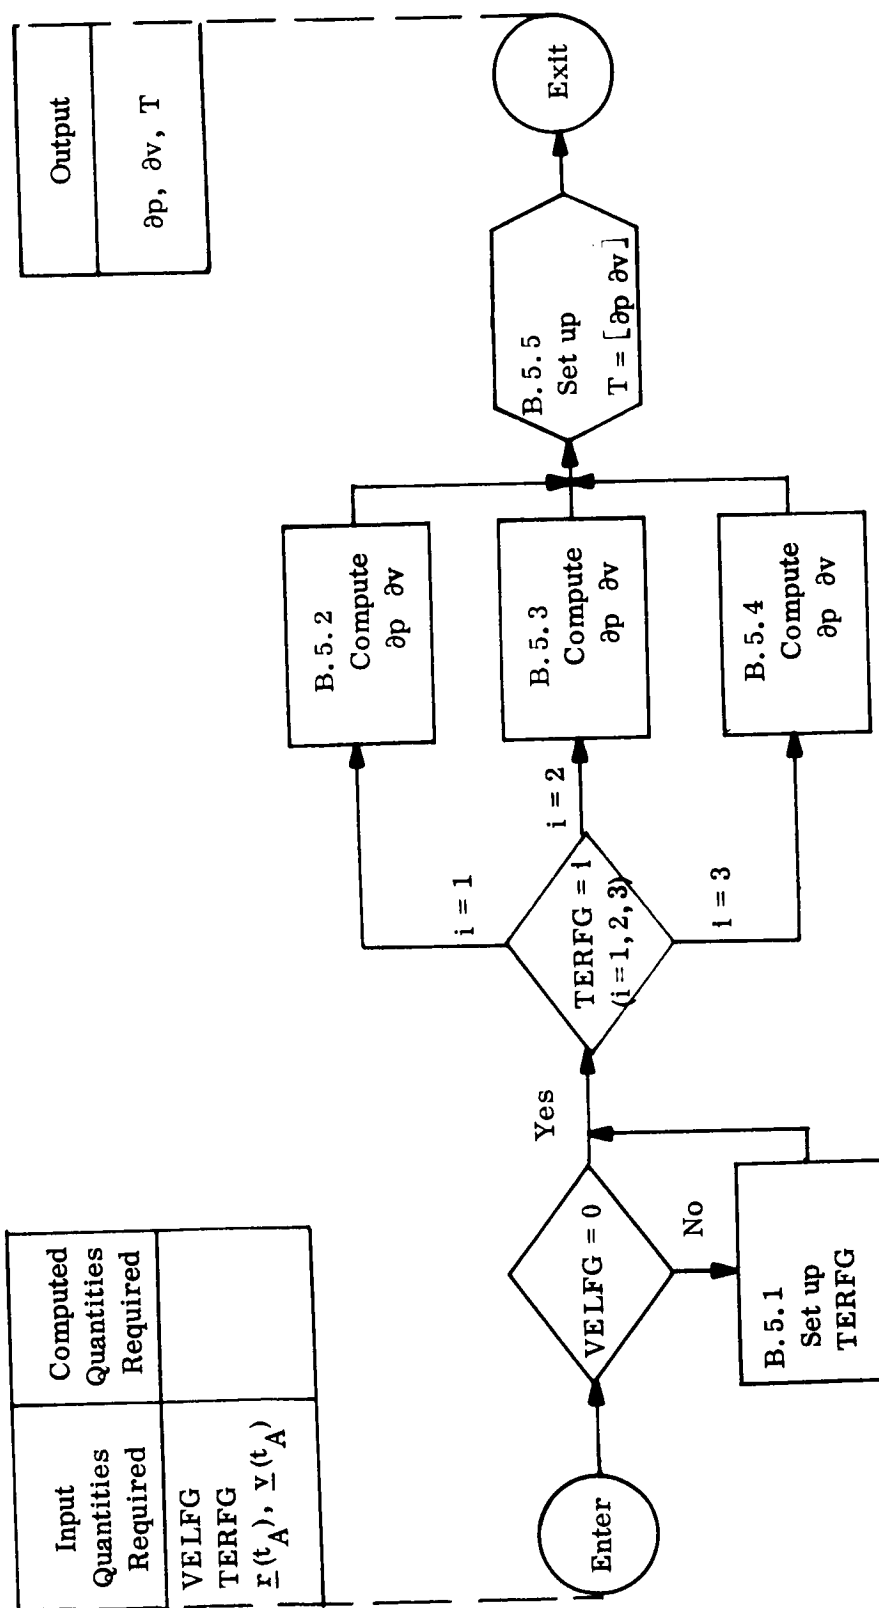 Input
Quantities
Required
Computed
Quantities
Required
VELFG
TERFG
r(t_A), v(t_A)
Output
∂p, ∂v, T
Enter
VELFG = 0
Yes
No
B.5.1
Set up
TERFG
TERFG = i
(i=1, 2, 3)
i = 1
i = 2
i = 3
B.5.2
Compute
∂p ∂v
B.5.3
Compute
∂p ∂v
B.5.4
Compute
∂p ∂v
B.5.5
Set up
T = [∂p ∂v]
Exit